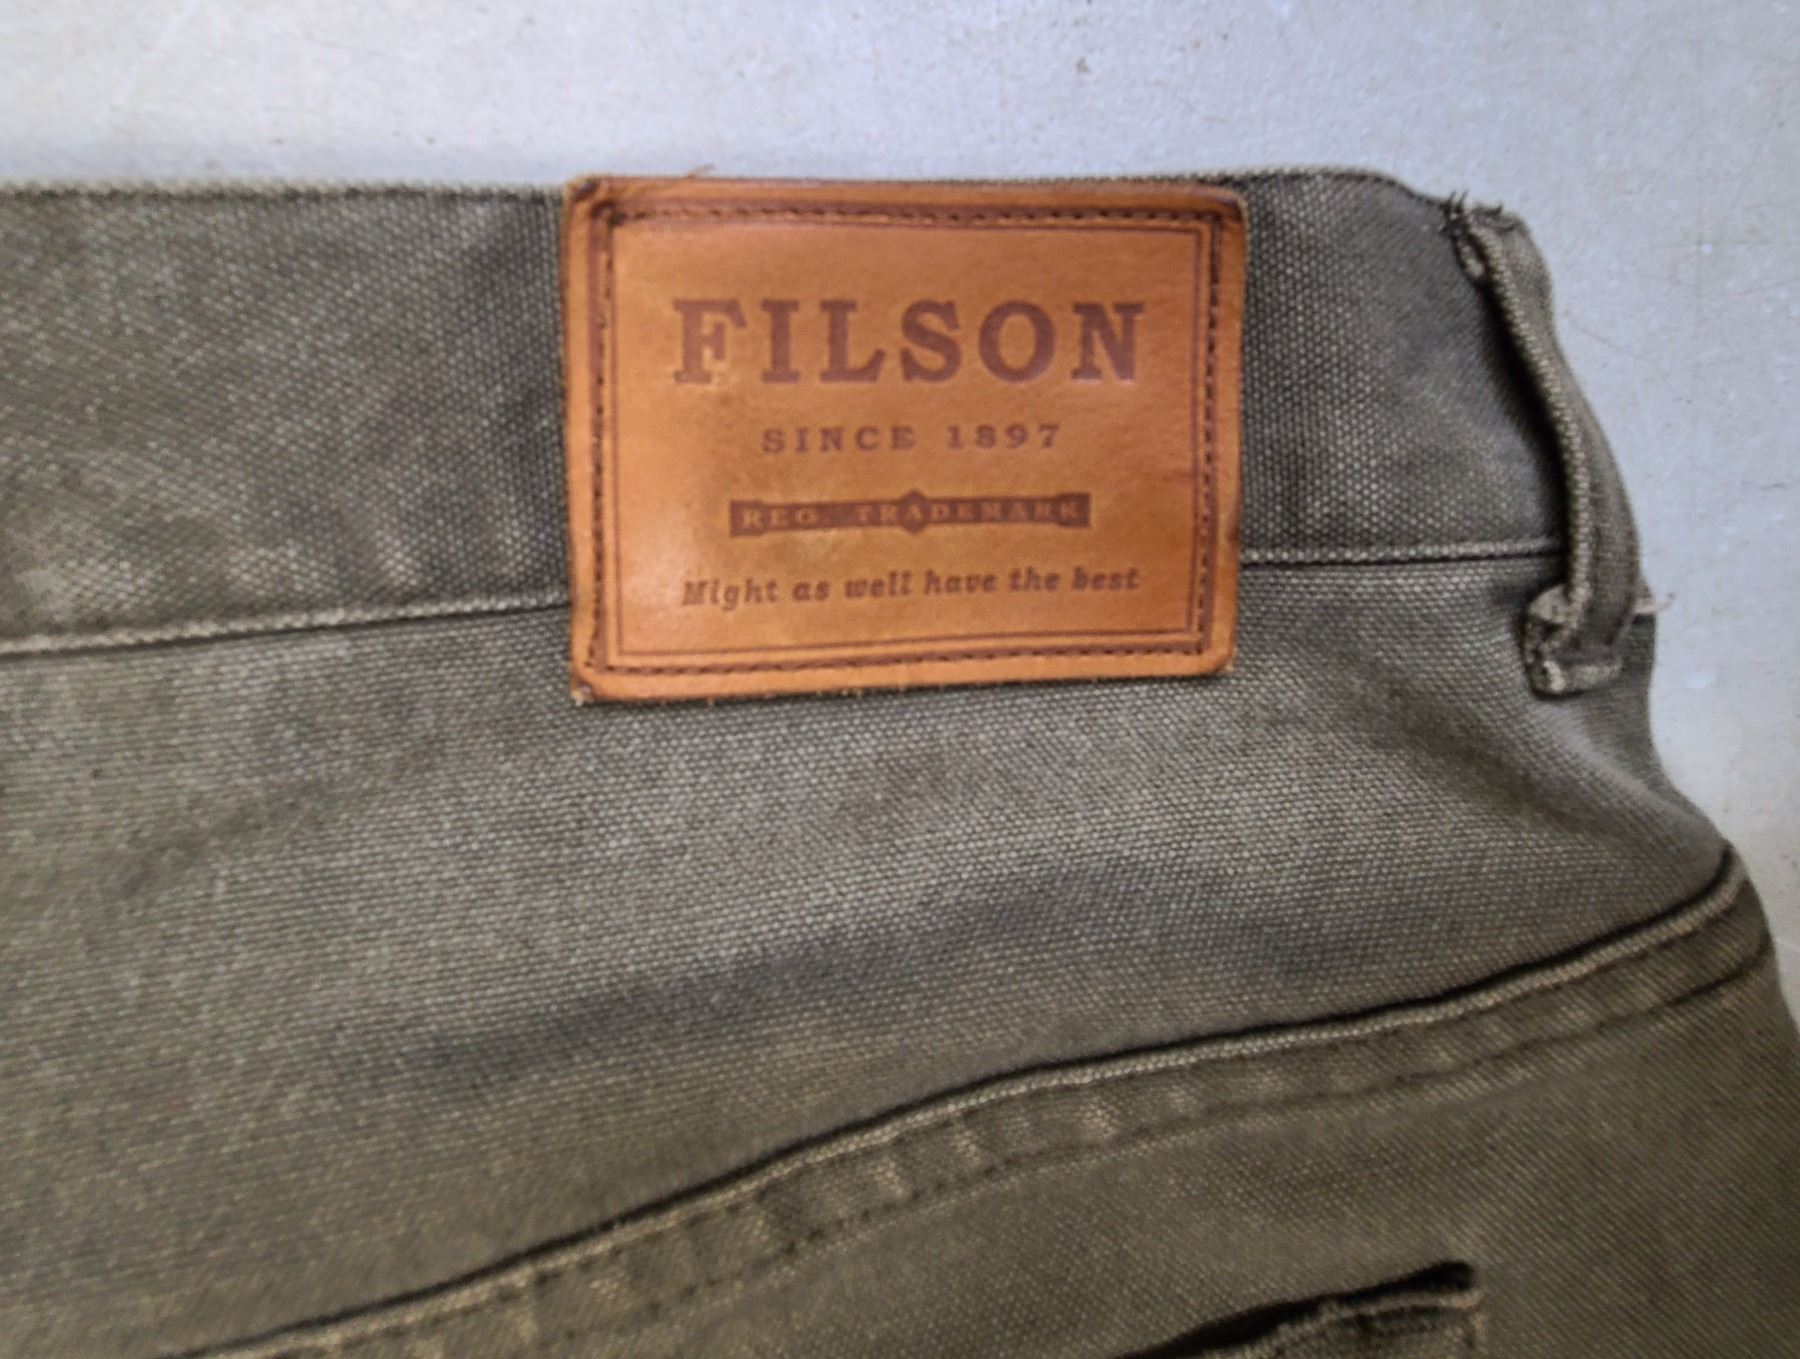 FILSON
SINCE 1897
REG. TRADEMARK
Might as well have the best